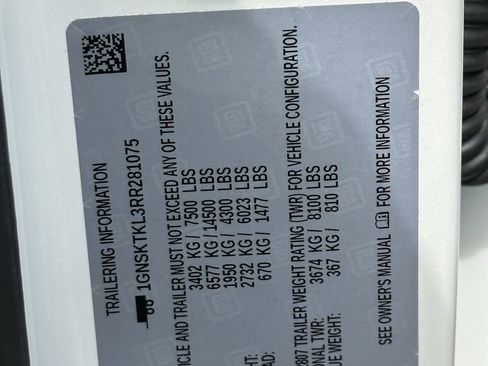 TRAILERING INFORMATION
1GNSKTKL3RR281075
ICLE AND TRAILER MUST NOT EXCEED ANY OF THESE VALUES.
3402 KG / 7500 LBS
6577 KG / 14500 LBS
1950 KG / 4300 LBS
2732 KG / 6023 LBS
HT: 670 KG / 1477 LBS
AD:
2807 TRAILER WEIGHT RATING (TWR) FOR VEHICLE CONFIGURATION.
ONAL TWR: 3674 KG / 8100 LBS
UE WEIGHT: 367 KG / 810 LBS
SEE OWNER'S MANUAL FOR MORE INFORMATION